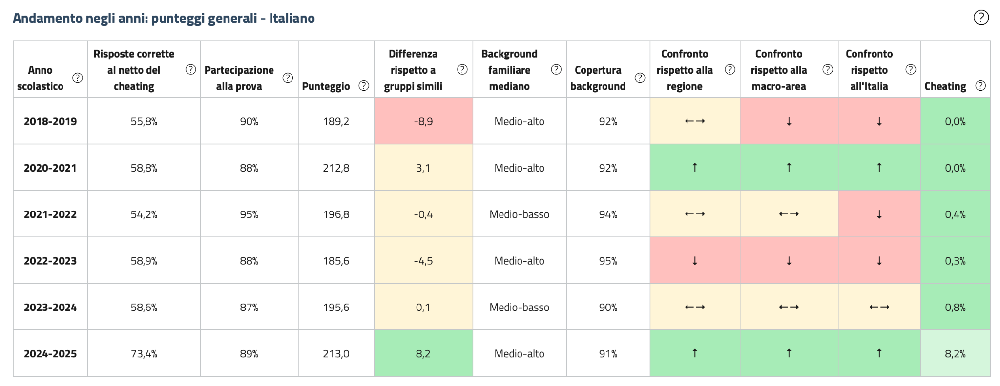 Andamento negli anni: punteggi generali - Italiano ?
Anno scolastico ? | Risposte corrette al netto del cheating ? | Partecipazione alla prova ? | Punteggio ? | Differenza rispetto a gruppi simili ? | Background familiare mediano ? | Copertura background ? | Confronto rispetto alla regione ? | Confronto rispetto alla macro-area ? | Confronto rispetto all'Italia ? | Cheating ?
2018-2019 | 55,8% | 90% | 189,2 | -8,9 | Medio-alto | 92% | ←→ | ↓ | ↓ | 0,0%
2020-2021 | 58,8% | 88% | 212,8 | 3,1 | Medio-alto | 92% | ↑ | ↑ | ↑ | 0,0%
2021-2022 | 54,2% | 95% | 196,8 | -0,4 | Medio-basso | 94% | ←→ | ←→ | ↓ | 0,4%
2022-2023 | 58,9% | 88% | 185,6 | -4,5 | Medio-alto | 95% | ↓ | ↓ | ↓ | 0,3%
2023-2024 | 58,6% | 87% | 195,6 | 0,1 | Medio-basso | 90% | ←→ | ←→ | ←→ | 0,8%
2024-2025 | 73,4% | 89% | 213,0 | 8,2 | Medio-alto | 91% | ↑ | ↑ | ↑ | 8,2%